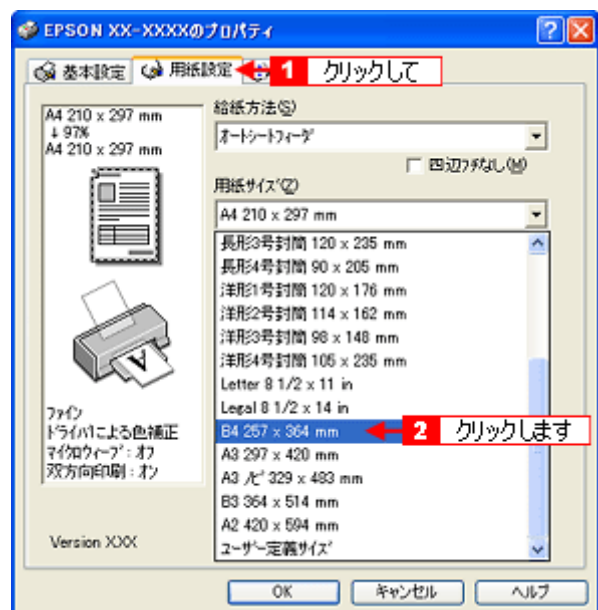 EPSON XX-XXXXのプロパティ
基本設定 用紙設定 1 クリックして
A4 210 x 297 mm
↓ 97%
A4 210 x 297 mm
給紙方法(S)
オートシートフィーダ
四辺フチなし(M)
用紙サイズ(Z)
A4 210 x 297 mm
長形3号封筒 120 x 235 mm
長形4号封筒 90 x 205 mm
洋形1号封筒 120 x 176 mm
洋形2号封筒 114 x 162 mm
洋形3号封筒 98 x 148 mm
洋形4号封筒 105 x 235 mm
Letter 8 1/2 x 11 in
Legal 8 1/2 x 14 in
B4 257 x 364 mm 2 クリックします
A3 297 x 420 mm
A3 ノビ 329 x 483 mm
B3 364 x 514 mm
A2 420 x 594 mm
ユーザー定義サイズ
A
ファイン
ドライバによる色補正
マイクロウィーブ : オフ
双方向印刷 : オン
Version XXX
OK キャンセル ヘルプ